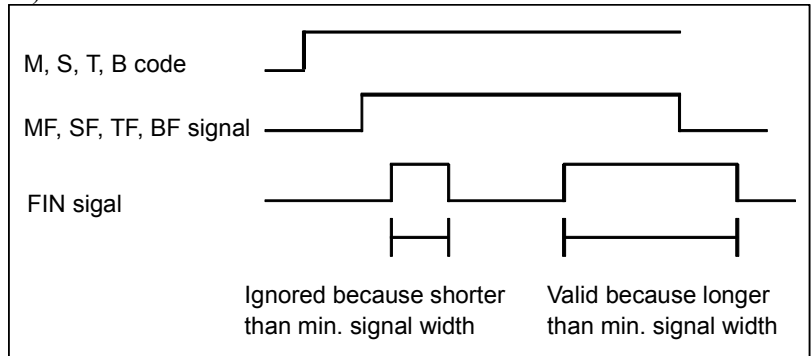 M, S, T, B code
MF, SF, TF, BF signal
FIN sigal
Ignored because shorter
than min. signal width
Valid because longer
than min. signal width